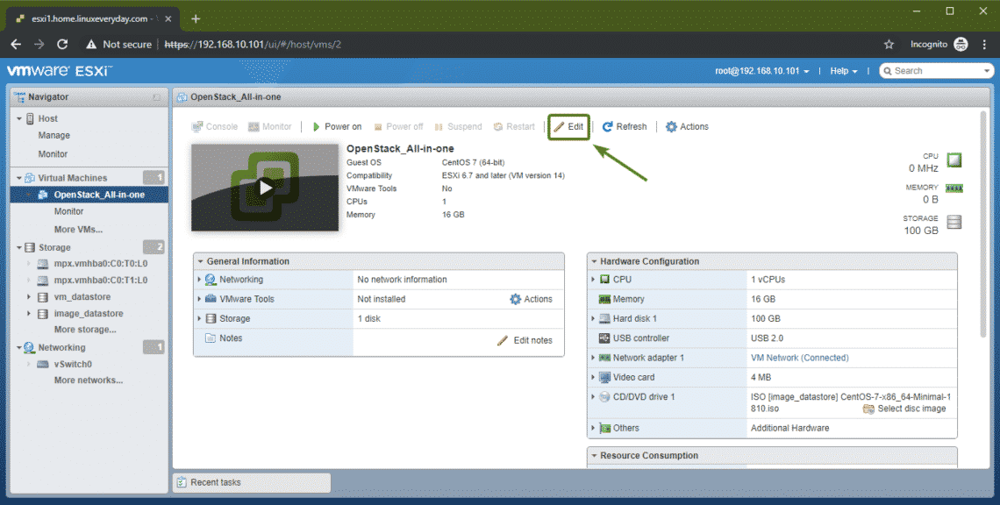 esxi1.home.linuxeveryday.com -
Not secure | https://192.168.10.101/ui/#/host/vms/2
Incognito
vmware ESXi™
root@192.168.10.101 | Help | Search
Navigator
OpenStack_All-in-one
Host
Manage
Monitor
Virtual Machines 1
OpenStack_All-in-one
Monitor
More VMs...
Storage 2
mpx.vmhba0:C0:T0:L0
mpx.vmhba0:C0:T1:L0
vm_datastore
image_datastore
More storage...
Networking 1
vSwitch0
More networks...
Console Monitor | Power on Power off Suspend Restart | Edit | Refresh | Actions
OpenStack_All-in-one
Guest OS CentOS 7 (64-bit)
Compatibility ESXi 6.7 and later (VM version 14)
VMware Tools No
CPUs 1
Memory 16 GB
CPU
0 MHz
MEMORY
0 B
STORAGE
100 GB
General Information
Networking No network information
VMware Tools Not installed Actions
Storage 1 disk
Notes Edit notes
Hardware Configuration
CPU 1 vCPUs
Memory 16 GB
Hard disk 1 100 GB
USB controller USB 2.0
Network adapter 1 VM Network (Connected)
Video card 4 MB
CD/DVD drive 1 ISO [image_datastore] CentOS-7-x86_64-Minimal-1
810.iso Select disc image
Others Additional Hardware
Resource Consumption
Recent tasks